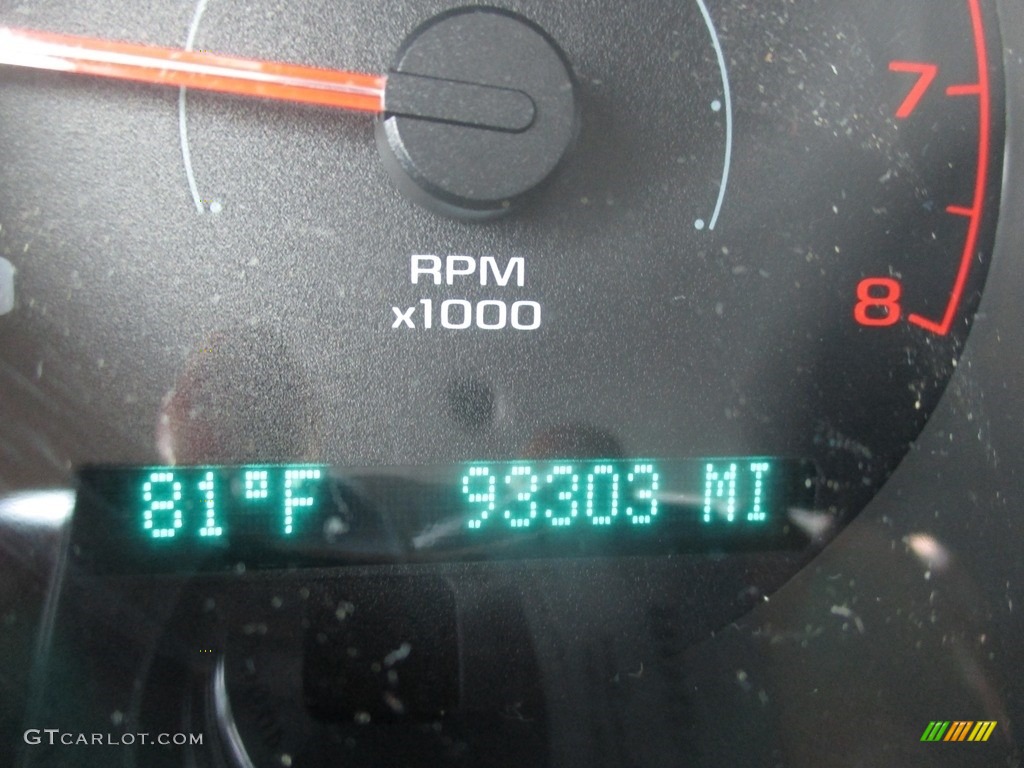 7
RPM
x1000
8
81°F 93303 MI
GTCARLOT.COM